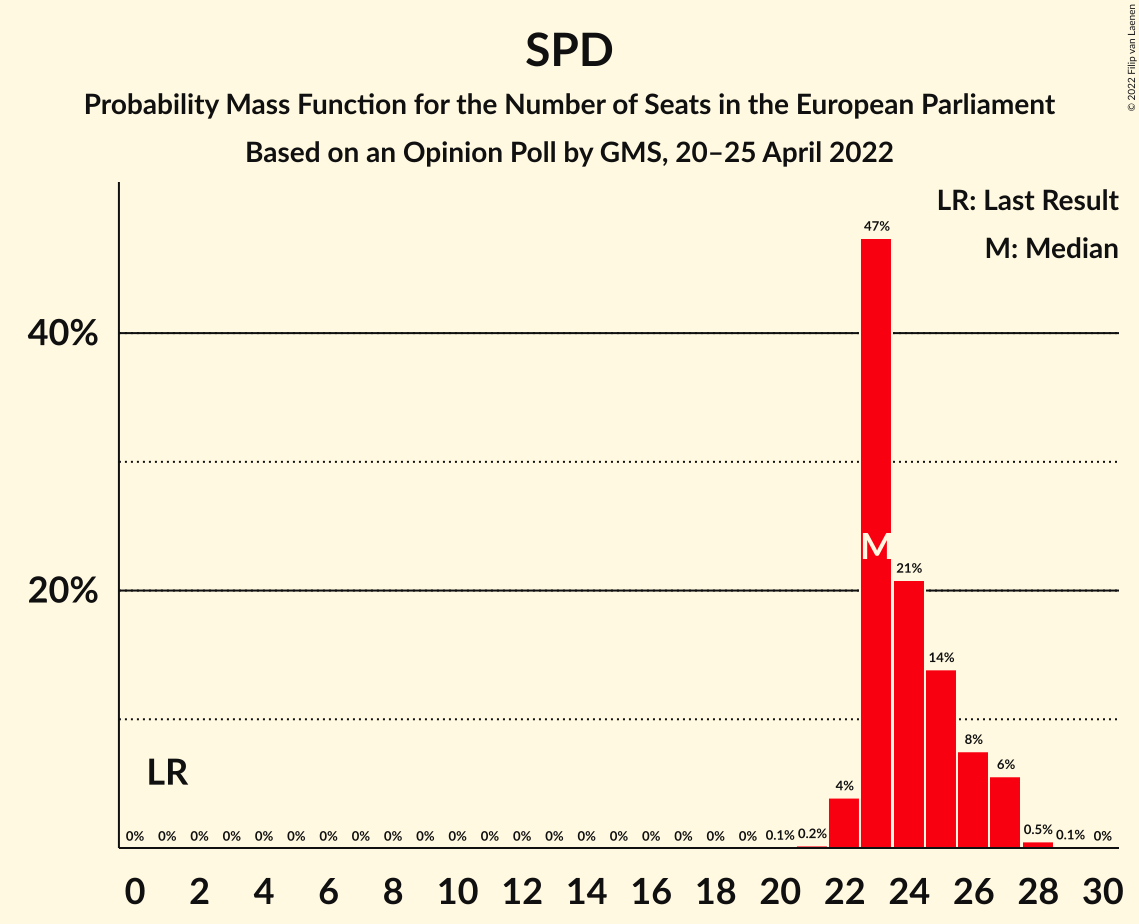 SPD
Probability Mass Function for the Number of Seats in the European Parliament
Based on an Opinion Poll by GMS, 20–25 April 2022
© 2022 Filip van Laenen
LR: Last Result
M: Median
47%
40%
M
21%
20%
14%
8%
LR
6%
4%
0% 0% 0% 0% 0% 0% 0% 0% 0% 0% 0% 0% 0% 0% 0% 0% 0% 0% 0% 0% 0.1% 0.2% 0.5% 0.1% 0%
0 2 4 6 8 10 12 14 16 18 20 22 24 26 28 30